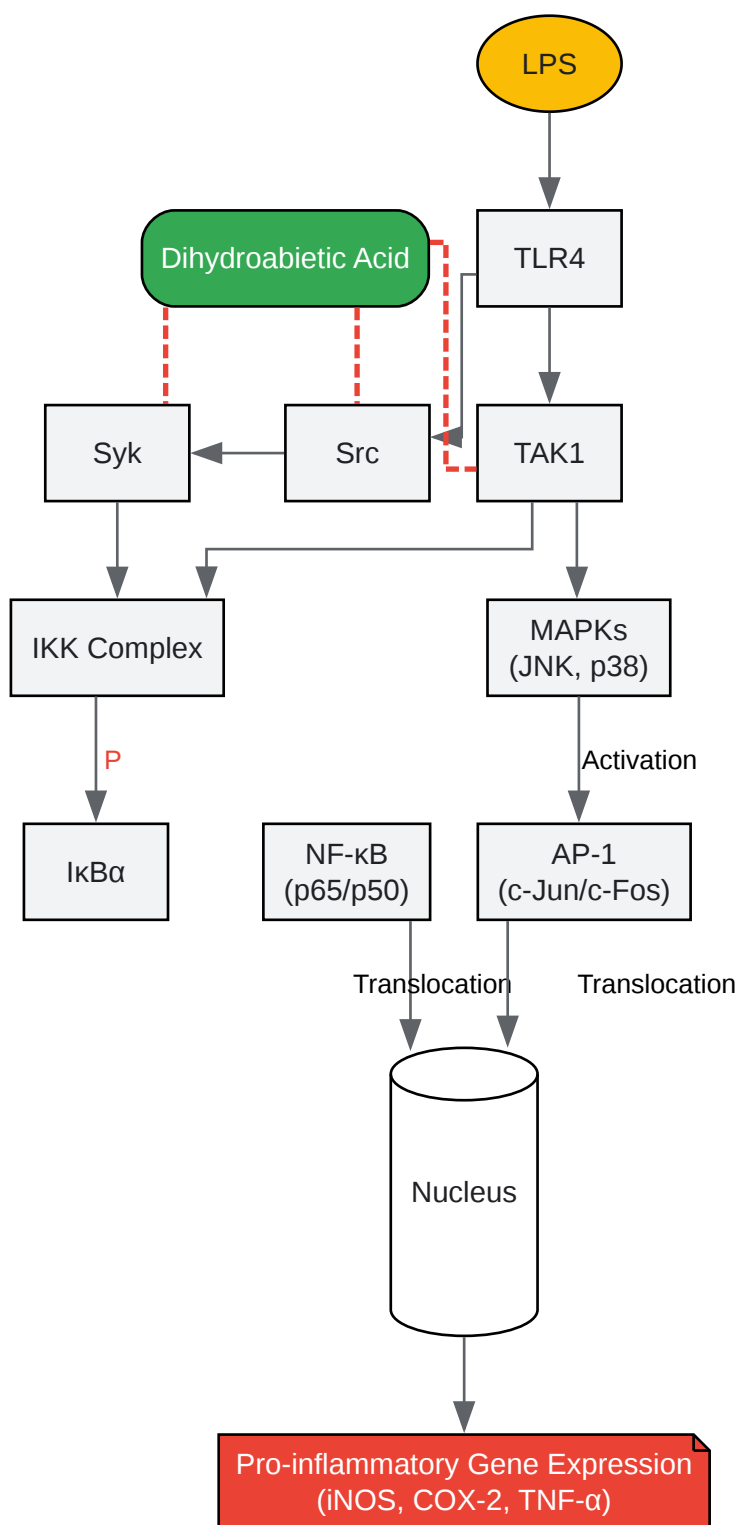 LPS
Dihydroabietic Acid
TLR4
Syk
Src
TAK1
IKK Complex
MAPKs
(JNK, p38)
P
Activation
IκBα
NF-κB
(p65/p50)
AP-1
(c-Jun/c-Fos)
Translocation
Translocation
Nucleus
Pro-inflammatory Gene Expression
(iNOS, COX-2, TNF-α)